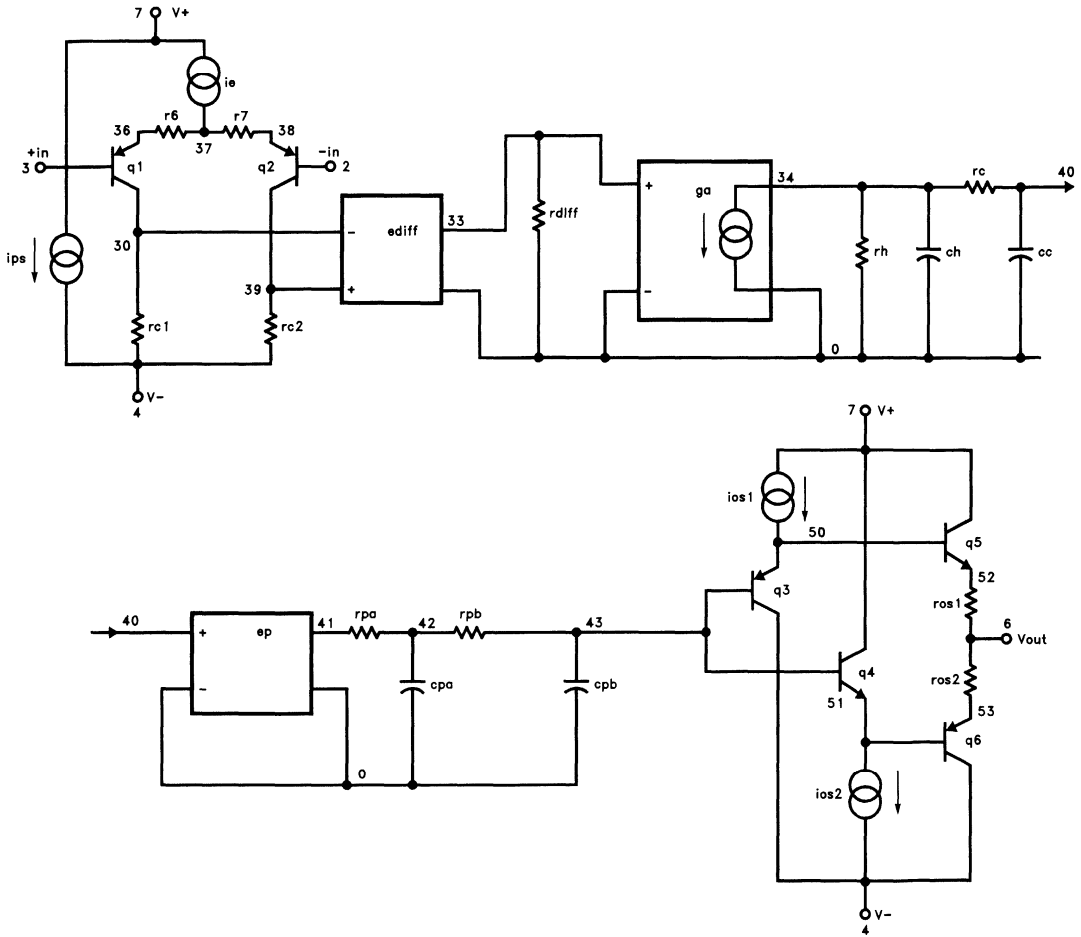 7 V+
ie
r6 r7
36 37 38
+in -in
3 q1 q2 2
ips
30
39
rc1 rc2
V-
4
ediff
- +
33
rdiff
+ -
ga
34
rh ch rc cc
40
0
40
+ -
ep
41 rpa 42 rpb 43
cpa cpb
0
7 V+
ios1
50
q3 q5
52
ros1
6
Vout
q4
51
ros2
53
q6
ios2
V-
4